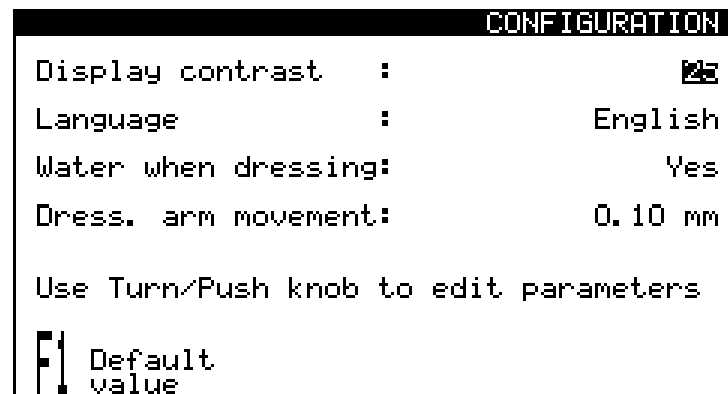 CONFIGURATION
Display contrast : 25
Language : English
Water when dressing: Yes
Dress. arm movement: 0.10 mm
Use Turn/Push knob to edit parameters
F1 Default
value